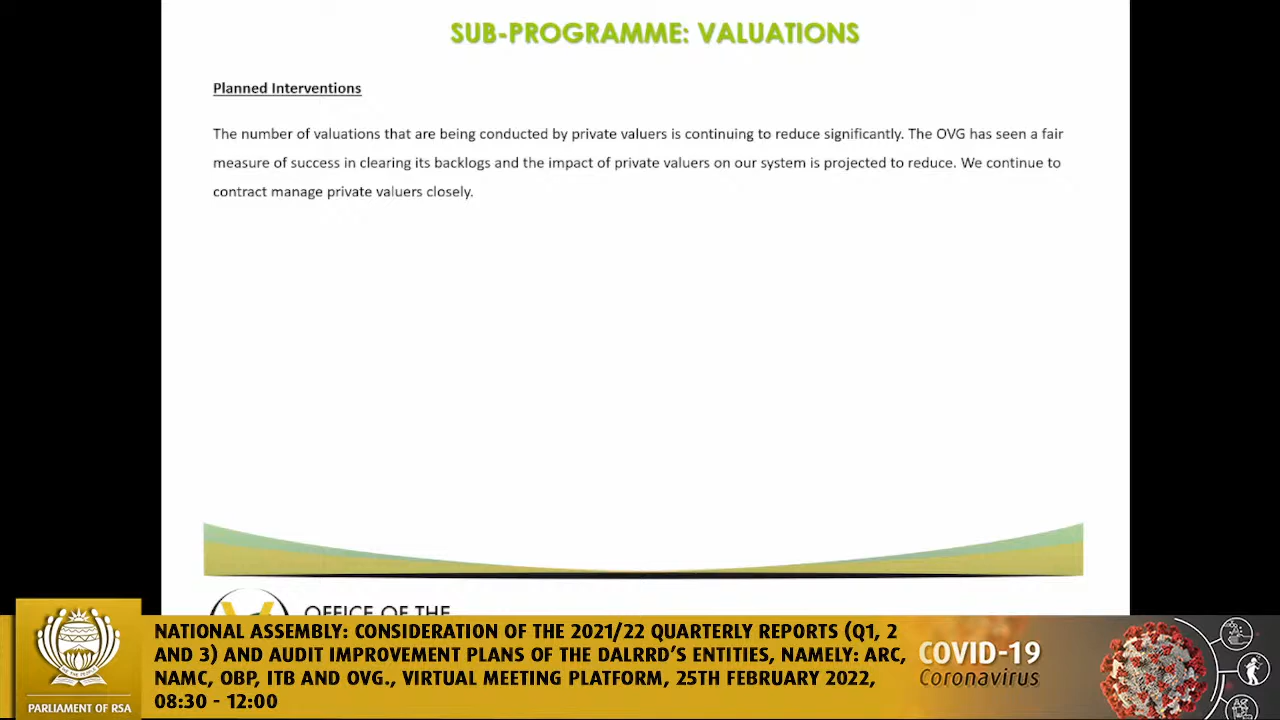 SUB-PROGRAMME: VALUATIONS
Planned Interventions
The number of valuations that are being conducted by private valuers is continuing to reduce significantly. The OVG has seen a fair
measure of success in clearing its backlogs and the impact of private valuers on our system is projected to reduce. We continue to
contract manage private valuers closely.
OFFICE OF THE
NATIONAL ASSEMBLY: CONSIDERATION OF THE 2021/22 QUARTERLY REPORTS (Q1, 2
AND 3) AND AUDIT IMPROVEMENT PLANS OF THE DALRRD'S ENTITIES, NAMELY: ARC,
NAMC, OBP, ITB AND OVG., VIRTUAL MEETING PLATFORM, 25TH FEBRUARY 2022,
08:30 - 12:00
PARLIAMENT OF RSA
COVID-19
Coronavirus